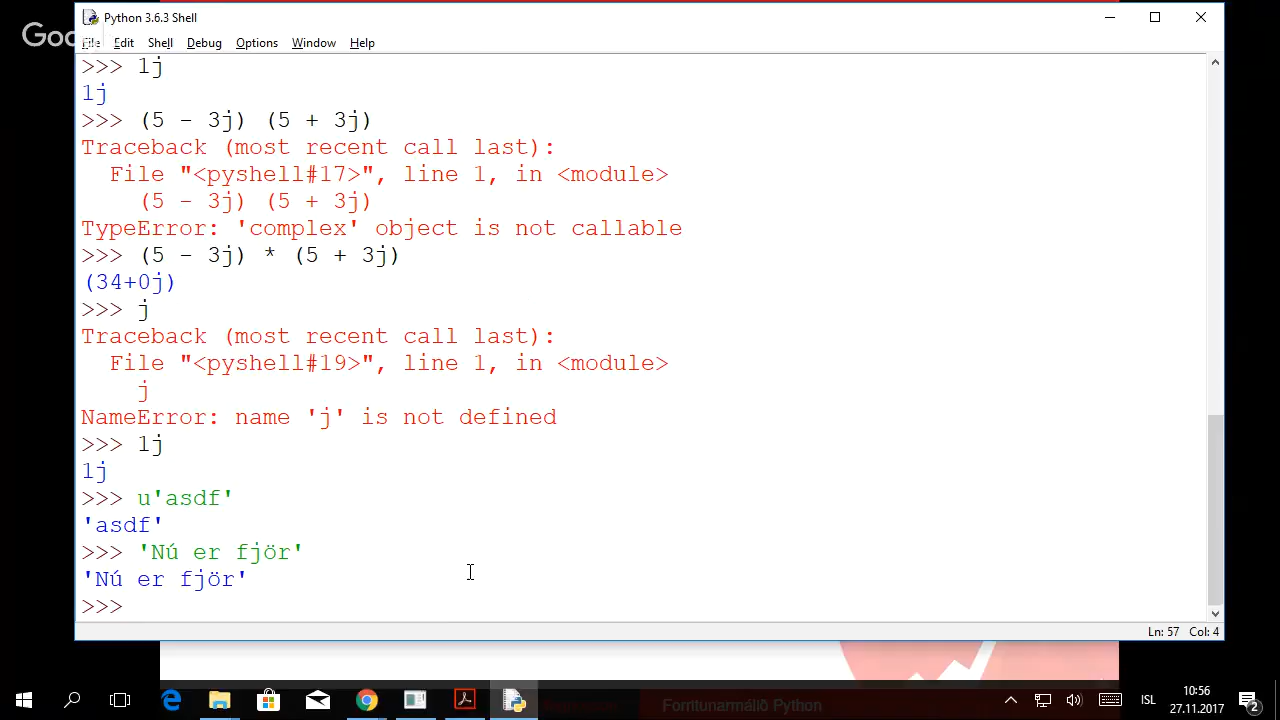 Python 3.6.3 Shell
File Edit Shell Debug Options Window Help
>>> 1j
1j
>>> (5 - 3j) (5 + 3j)
Traceback (most recent call last):
  File "<pyshell#17>", line 1, in <module>
    (5 - 3j) (5 + 3j)
TypeError: 'complex' object is not callable
>>> (5 - 3j) * (5 + 3j)
(34+0j)
>>> j
Traceback (most recent call last):
  File "<pyshell#19>", line 1, in <module>
    j
NameError: name 'j' is not defined
>>> 1j
1j
>>> u'asdf'
'asdf'
>>> 'Nú er fjör'
'Nú er fjör'
>>>
Ln: 57 Col: 4
Forritunarmálið Python
ÍSL
10:56
27.11.2017
2